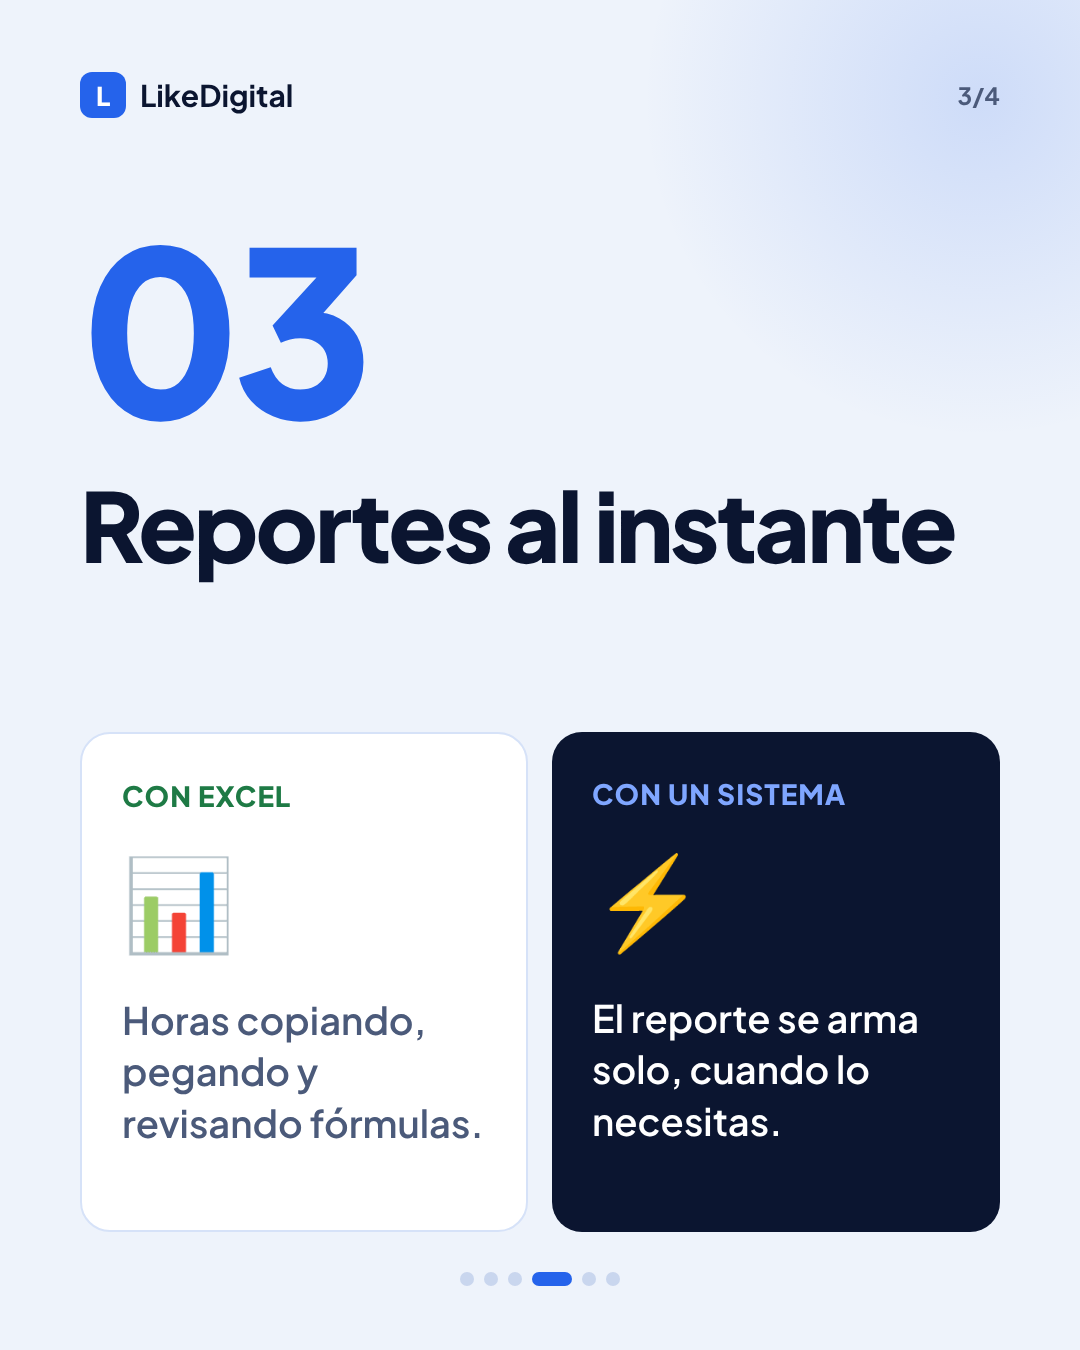 L LikeDigital
3/4
03
Reportes al instante
CON EXCEL
Horas copiando,
pegando y
revisando fórmulas.
CON UN SISTEMA
El reporte se arma
solo, cuando lo
necesitas.